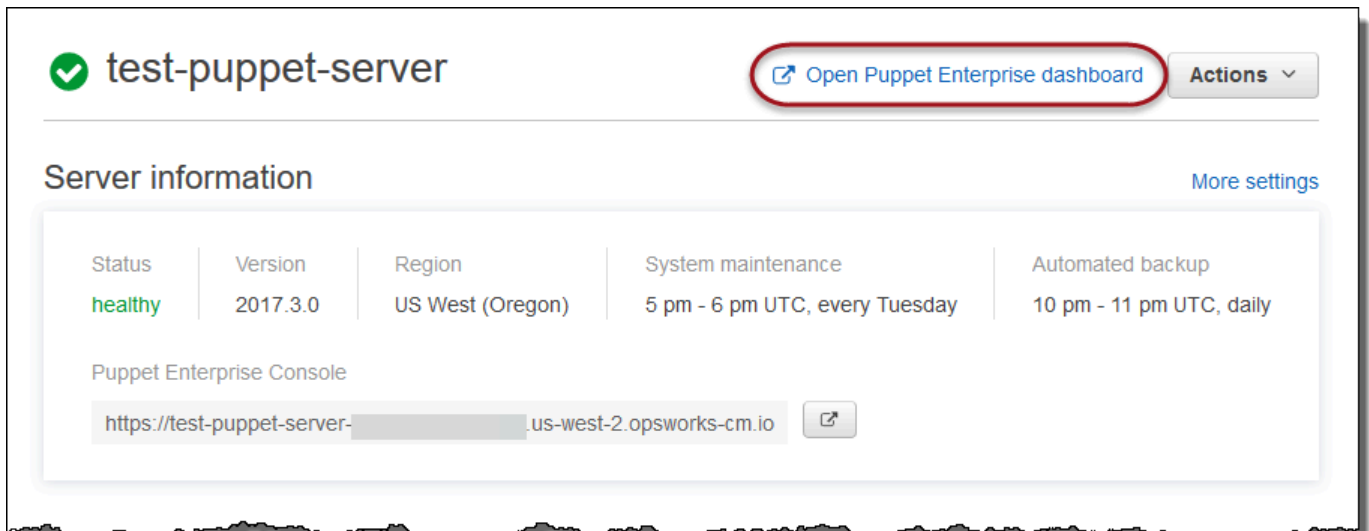 test-puppet-server
Open Puppet Enterprise dashboard
Actions
Server information
More settings
Status Version Region System maintenance Automated backup
healthy 2017.3.0 US West (Oregon) 5 pm - 6 pm UTC, every Tuesday 10 pm - 11 pm UTC, daily
Puppet Enterprise Console
https://test-puppet-server- .us-west-2.opsworks-cm.io